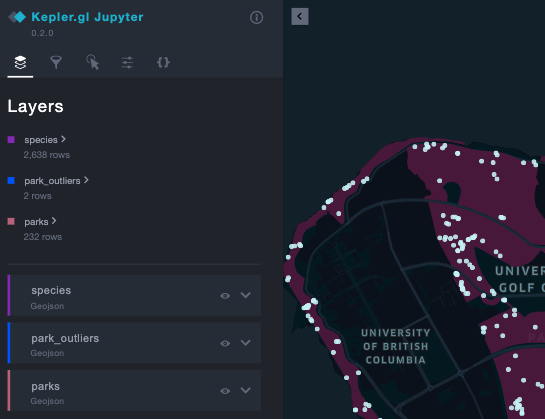 Kepler.gl Jupyter
0.2.0
Layers
species
2,638 rows
park_outliers
2 rows
parks
232 rows
species
Geojson
park_outliers
Geojson
parks
Geojson
UNIVER
GOLF C
UNIVERSITY
OF BRITISH
COLUMBIA
PA